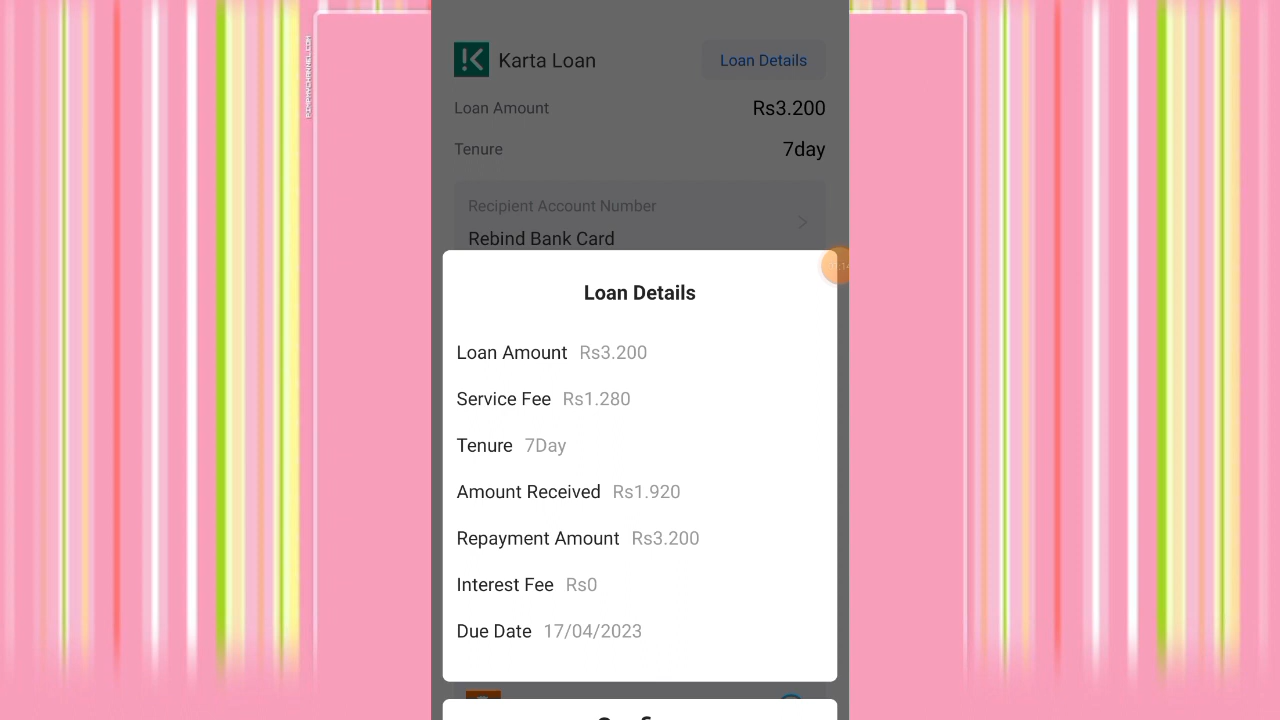 Karta Loan
Loan Details
Loan Amount Rs3.200
Tenure 7day
Recipient Account Number
Rebind Bank Card
Loan Details
Loan Amount Rs3.200
Service Fee Rs1.280
Tenure 7Day
Amount Received Rs1.920
Repayment Amount Rs3.200
Interest Fee Rs0
Due Date 17/04/2023